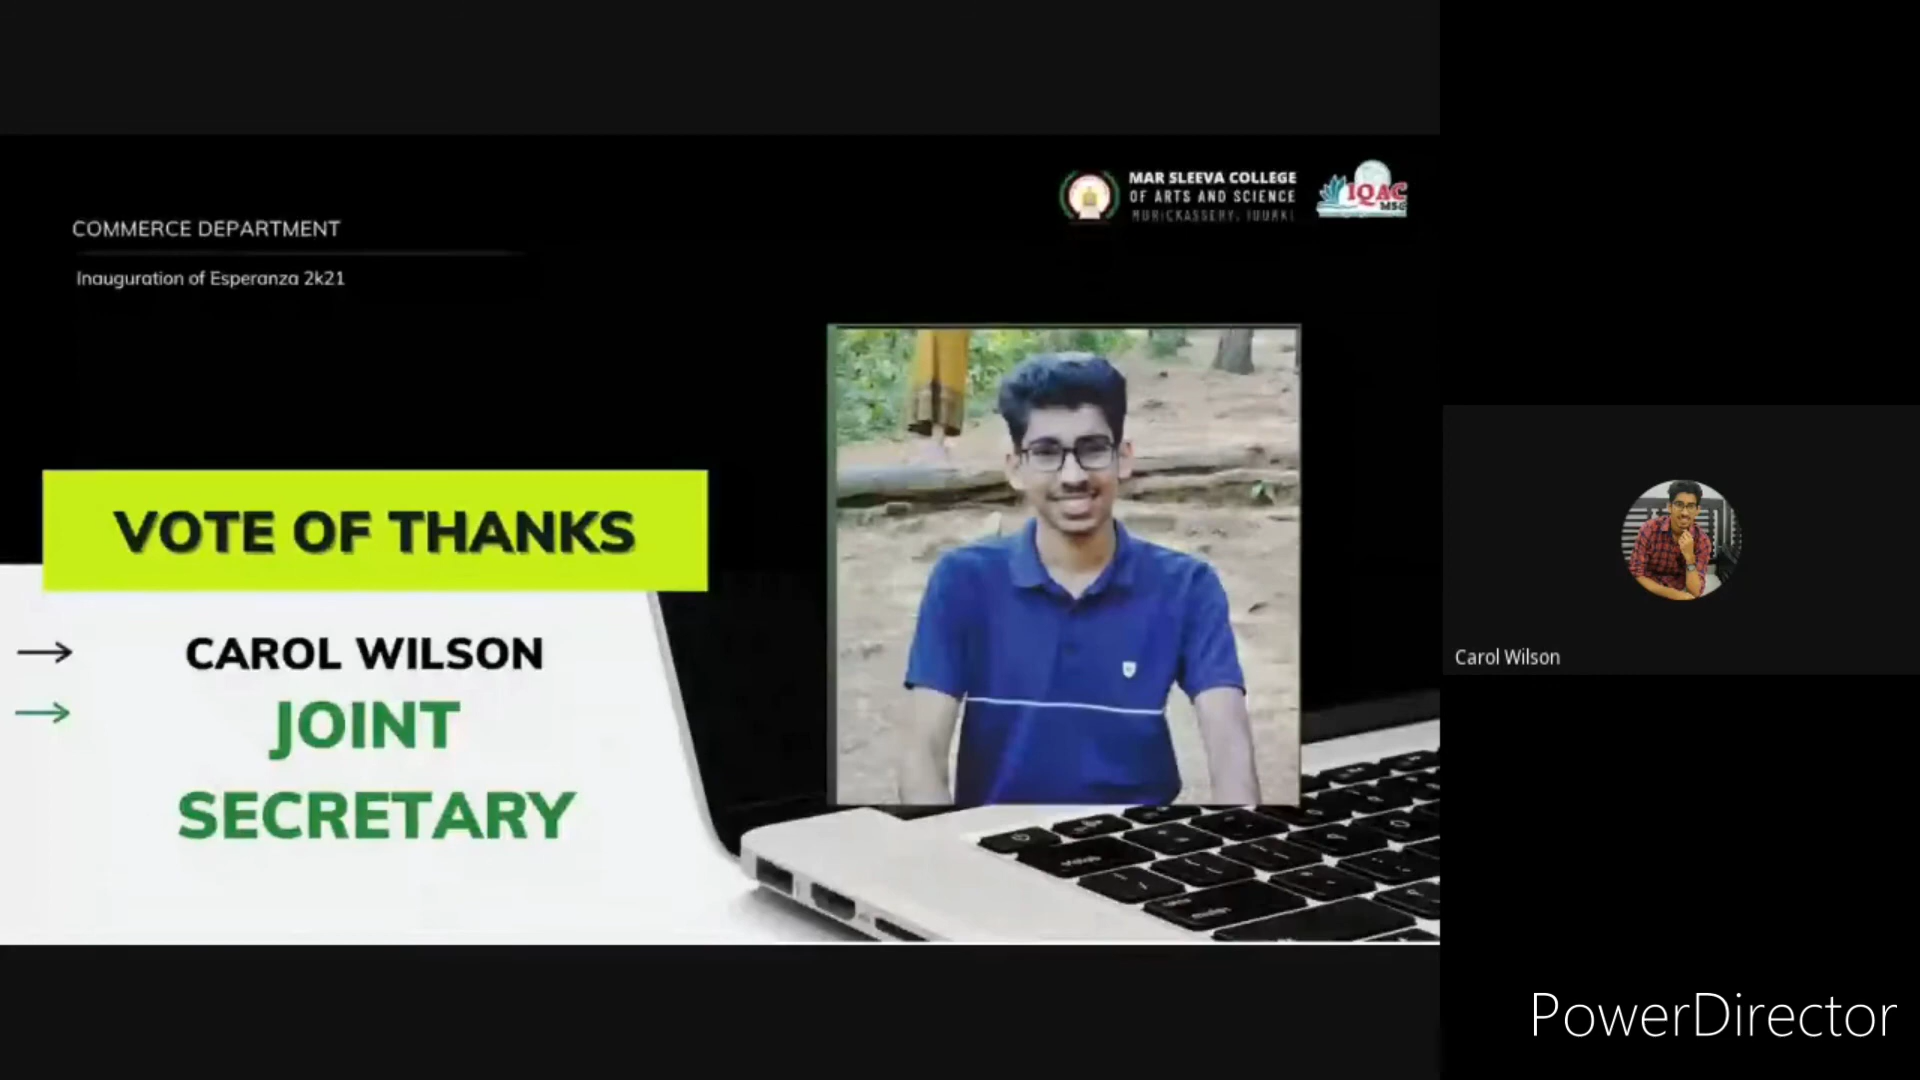 MAR SLEEVA COLLEGE
OF ARTS AND SCIENCE
IQAC
MSC
COMMERCE DEPARTMENT
Inauguration of Esperanza 2k21
VOTE OF THANKS
CAROL WILSON
JOINT
SECRETARY
Carol Wilson
PowerDirector